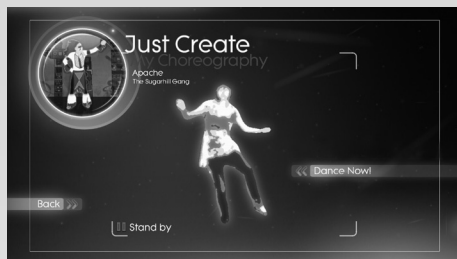 Just Create
My Choreography
Apache
The Sugarhill Gang
Dance Now!
Back
Stand by